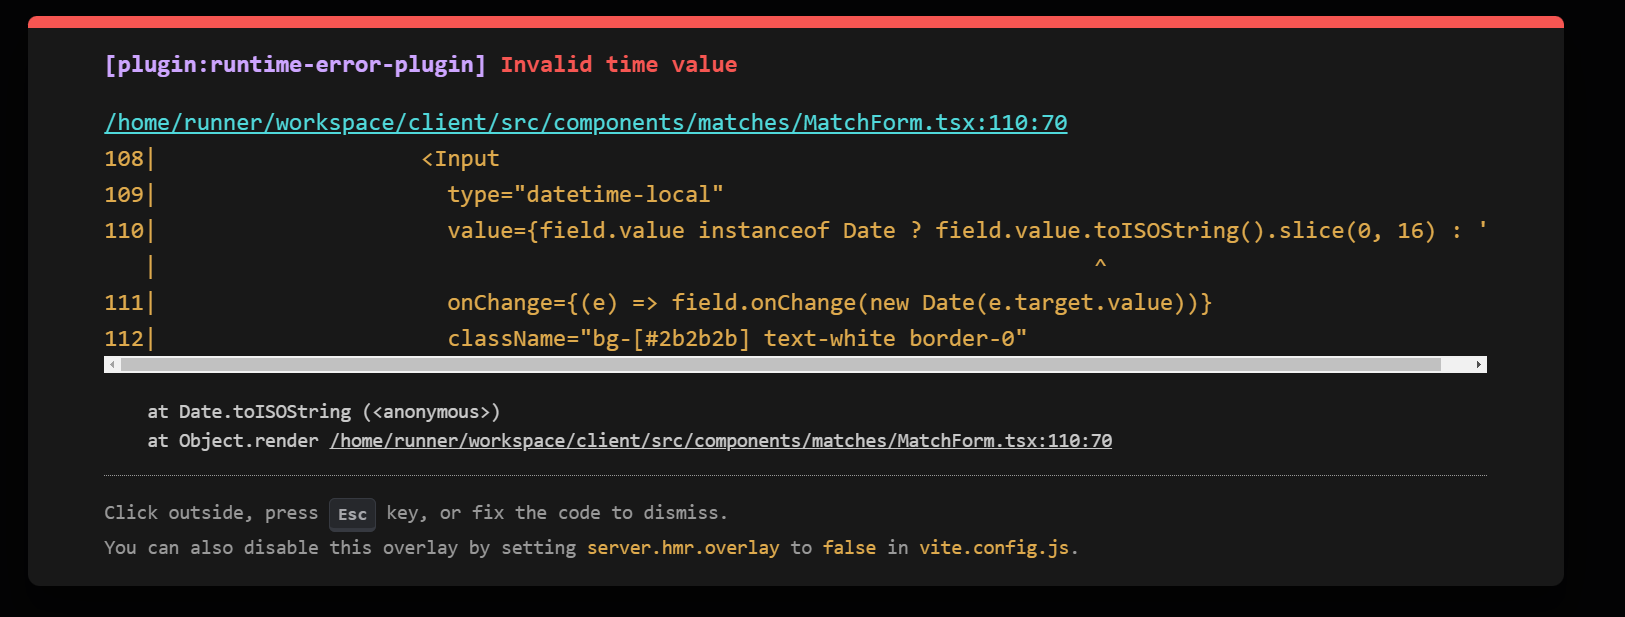 [plugin:runtime-error-plugin] Invalid time value
/home/runner/workspace/client/src/components/matches/MatchForm.tsx:110:70
108|                    <Input
109|                      type="datetime-local"
110|                      value={field.value instanceof Date ? field.value.toISOString().slice(0, 16) : '
   |                                                                       ^
111|                      onChange={(e) => field.onChange(new Date(e.target.value))}
112|                      className="bg-[#2b2b2b] text-white border-0"
at Date.toISOString (<anonymous>)
at Object.render /home/runner/workspace/client/src/components/matches/MatchForm.tsx:110:70
Click outside, press Esc key, or fix the code to dismiss.
You can also disable this overlay by setting server.hmr.overlay to false in vite.config.js.